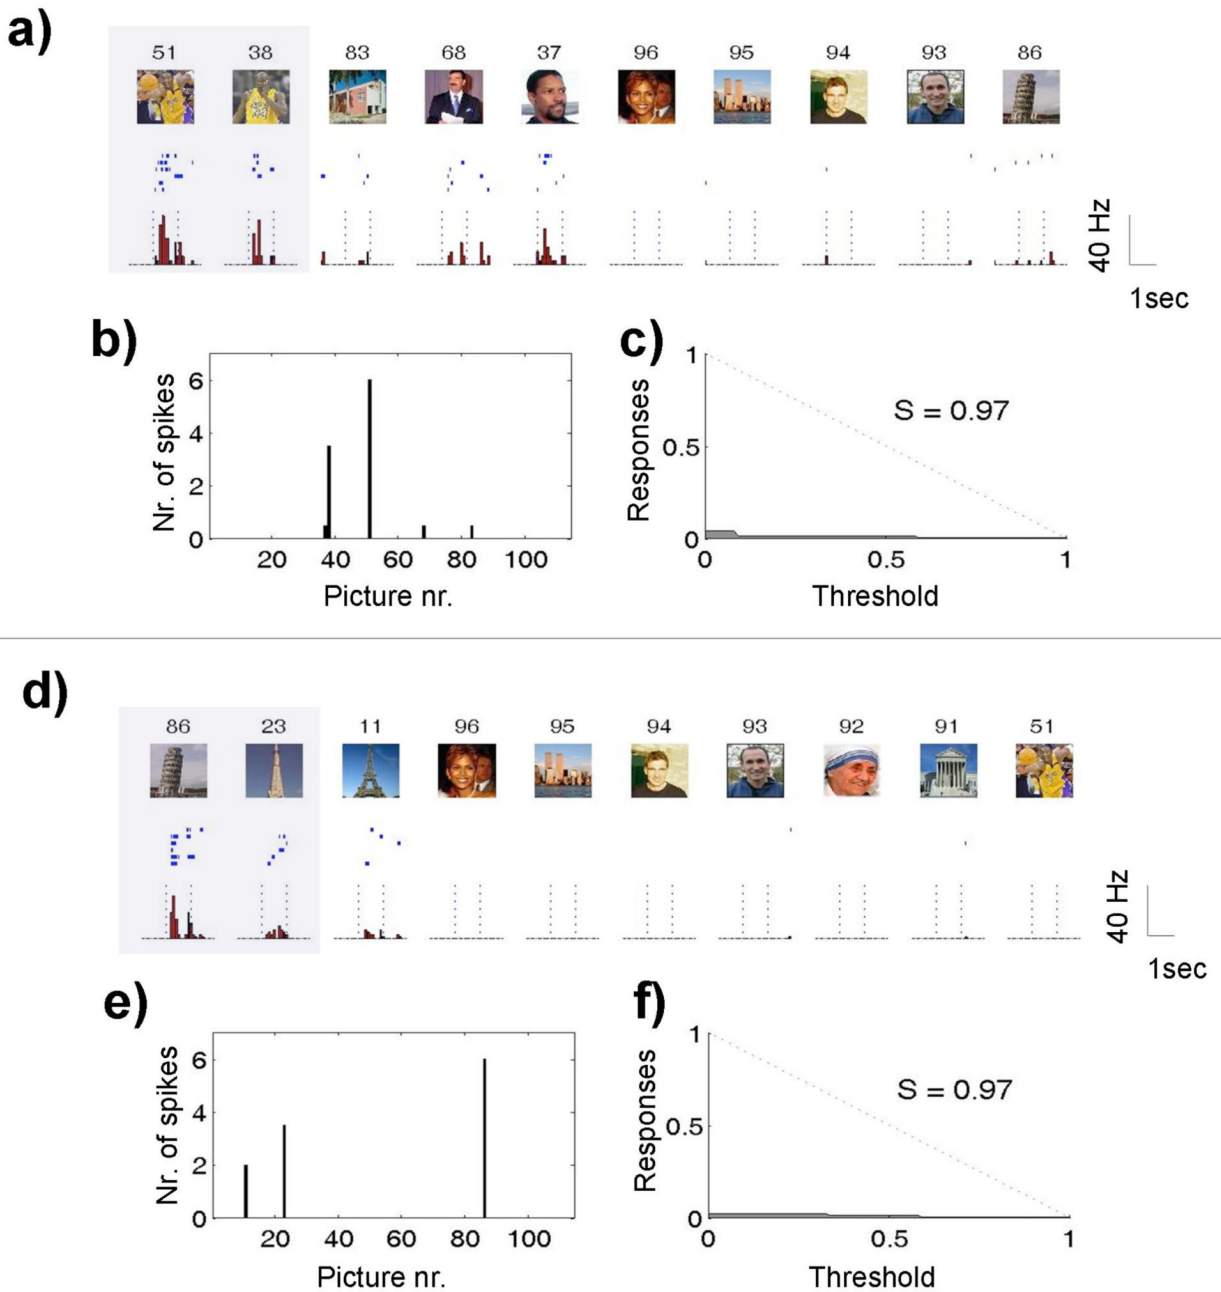 a)
51 38 83 68 37 96 95 94 93 86
40 Hz
1sec
b)
Nr. of spikes
6
4
2
0
20 40 60 80 100
Picture nr.
c)
Responses
1
0.5
0
S = 0.97
0 0.5 1
Threshold
d)
86 23 11 96 95 94 93 92 91 51
40 Hz
1sec
e)
Nr. of spikes
6
4
2
0
20 40 60 80 100
Picture nr.
f)
Responses
1
0.5
0
S = 0.97
0 0.5 1
Threshold